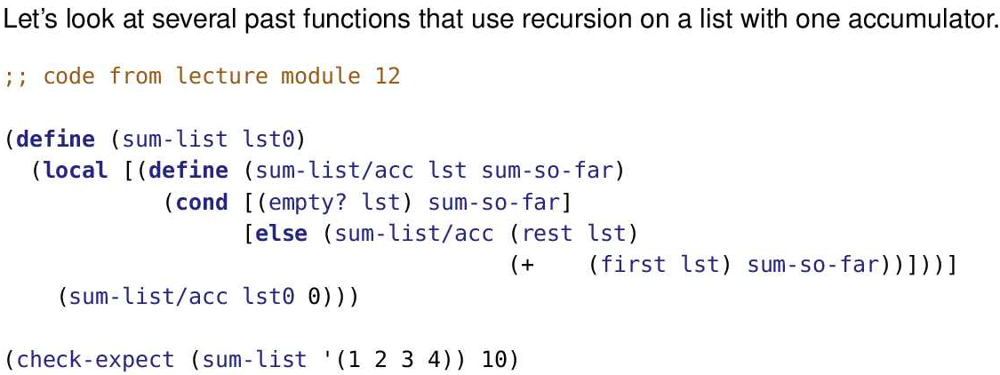 Let's look at several past functions that use recursion on a list with one accumulator.
;; code from lecture module 12
(define (sum-list lst0)
  (local [(define (sum-list/acc lst sum-so-far)
            (cond [(empty? lst) sum-so-far]
                  [else (sum-list/acc (rest lst)
                                      (+    (first lst) sum-so-far))]))]
    (sum-list/acc lst0 0)))
(check-expect (sum-list '(1 2 3 4)) 10)